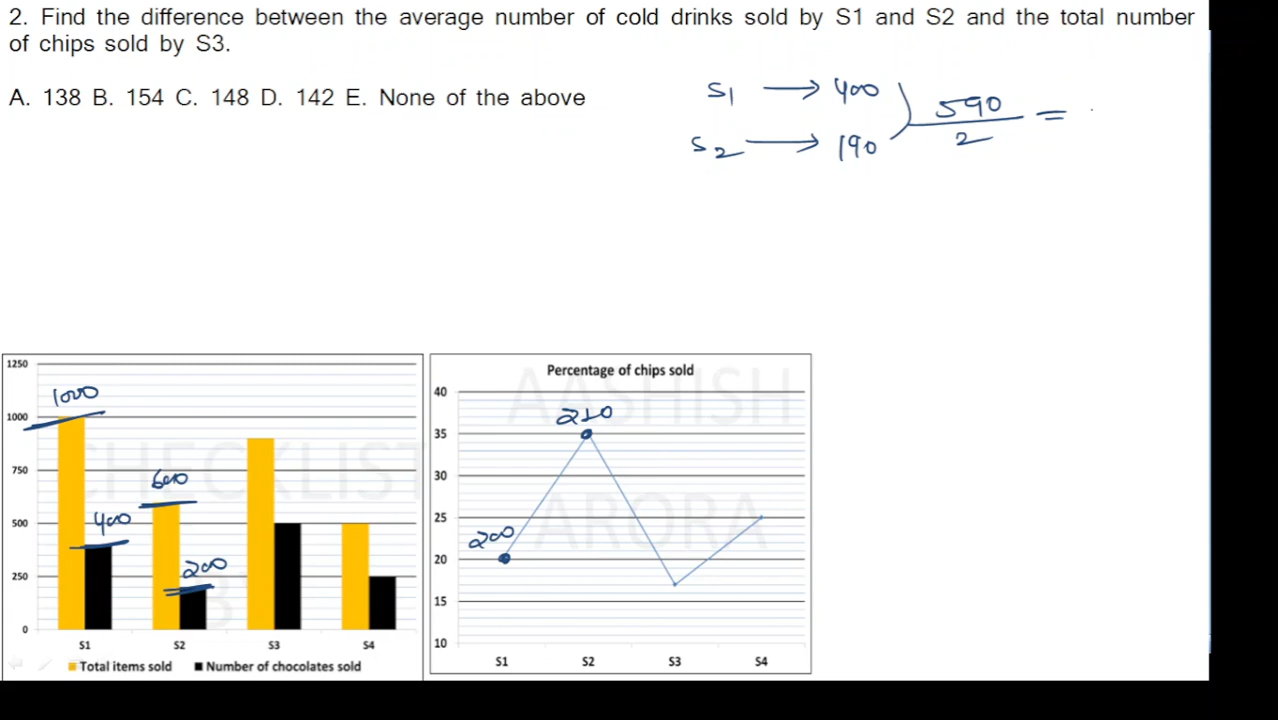 2. Find the difference between the average number of cold drinks sold by S1 and S2 and the total number
of chips sold by S3.
A. 138 B. 154 C. 148 D. 142 E. None of the above
S1 → 400
S2 → 190
590
2
=
1250
1000
750
500
250
0
1000
400
600
200
S1 S2 S3 S4
Total items sold Number of chocolates sold
CHECKLIST
Percentage of chips sold
40
35
30
25
20
15
10
200
210
AASHISH
ARORA
S1 S2 S3 S4